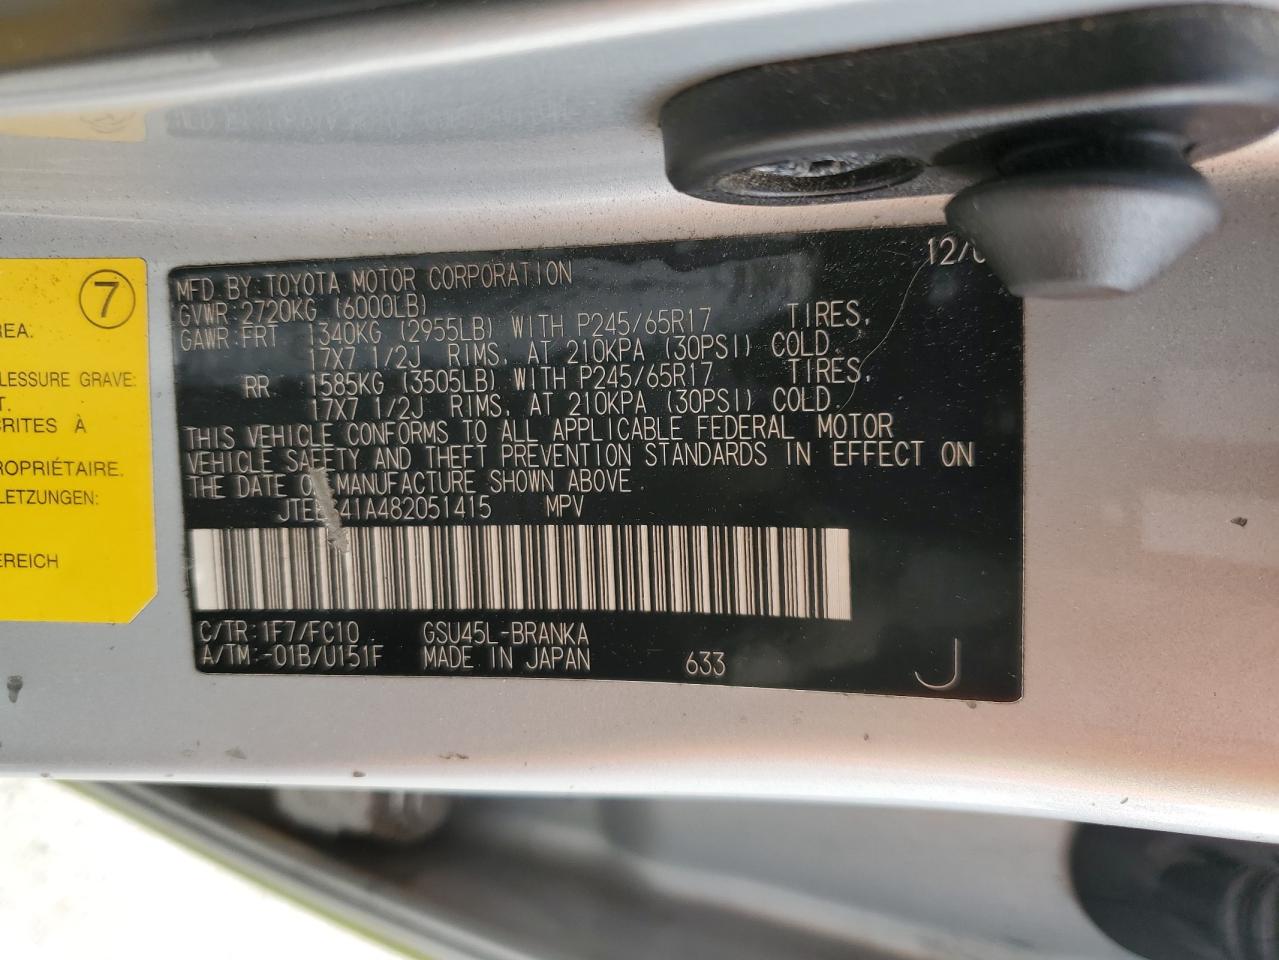 7
REA.
LESSURE GRAVE:
T.
CRITES À
ROPRIÉTAIRE.
LETZUNGEN:
EREICH
12/0
MFD. BY: TOYOTA MOTOR CORPORATION
GVWR: 2720KG (6000LB)
GAWR: FRT 1340KG (2955LB) WITH P245/65R17 TIRES,
17X7 1/2J RIMS, AT 210KPA (30PSI) COLD.
RR 1585KG (3505LB) WITH P245/65R17 TIRES,
17X7 1/2J RIMS, AT 210KPA (30PSI) COLD.
THIS VEHICLE CONFORMS TO ALL APPLICABLE FEDERAL MOTOR
VEHICLE SAFETY AND THEFT PREVENTION STANDARDS IN EFFECT ON
THE DATE OF MANUFACTURE SHOWN ABOVE.
MPV
C/TR: 1F7/FC10 GSU45L-BRANKA
A/TM: -01B/U151F MADE IN JAPAN 633 J